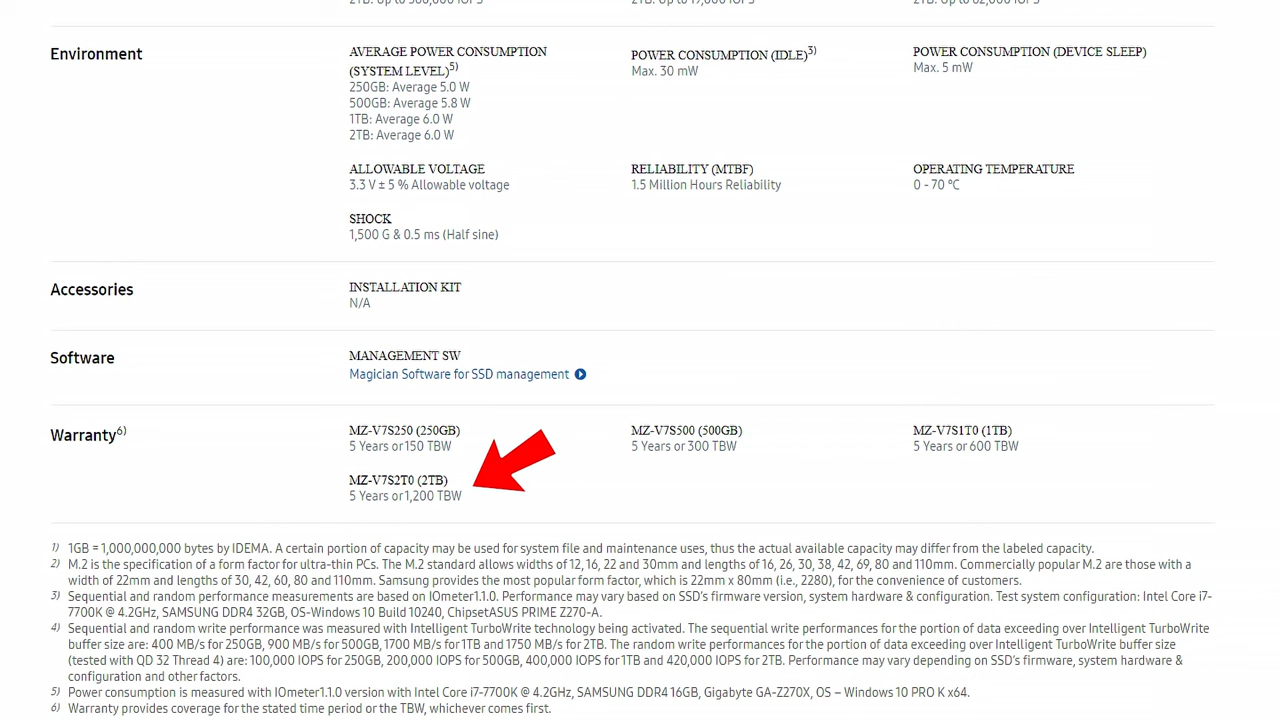 2TB: Up to 19,000 IOPS
Environment
AVERAGE POWER CONSUMPTION
(SYSTEM LEVEL)5)
250GB: Average 5.0 W
500GB: Average 5.8 W
1TB: Average 6.0 W
2TB: Average 6.0 W
POWER CONSUMPTION (IDLE)3)
Max. 30 mW
POWER CONSUMPTION (DEVICE SLEEP)
Max. 5 mW
ALLOWABLE VOLTAGE
3.3 V ± 5 % Allowable voltage
RELIABILITY (MTBF)
1.5 Million Hours Reliability
OPERATING TEMPERATURE
0 - 70 ℃
SHOCK
1,500 G & 0.5 ms (Half sine)
Accessories
INSTALLATION KIT
N/A
Software
MANAGEMENT SW
Magician Software for SSD management
Warranty6)
MZ-V7S250 (250GB)
5 Years or 150 TBW
MZ-V7S500 (500GB)
5 Years or 300 TBW
MZ-V7S1T0 (1TB)
5 Years or 600 TBW
MZ-V7S2T0 (2TB)
5 Years or 1,200 TBW
1) 1GB = 1,000,000,000 bytes by IDEMA. A certain portion of capacity may be used for system file and maintenance uses, thus the actual available capacity may differ from the labeled capacity.
2) M.2 is the specification of a form factor for ultra-thin PCs. The M.2 standard allows widths of 12, 16, 22 and 30mm and lengths of 16, 26, 30, 38, 42, 69, 80 and 110mm. Commercially popular M.2 are those with a
width of 22mm and lengths of 30, 42, 60, 80 and 110mm. Samsung provides the most popular form factor, which is 22mm x 80mm (i.e., 2280), for the convenience of customers.
3) Sequential and random performance measurements are based on IOmeter1.1.0. Performance may vary based on SSD's firmware version, system hardware & configuration. Test system configuration: Intel Core i7-
7700K @ 4.2GHz, SAMSUNG DDR4 32GB, OS-Windows 10 Build 10240, ChipsetASUS PRIME Z270-A.
4) Sequential and random write performance was measured with Intelligent TurboWrite technology being activated. The sequential write performances for the portion of data exceeding over Intelligent TurboWrite
buffer size are: 400 MB/s for 250GB, 900 MB/s for 500GB, 1700 MB/s for 1TB and 1750 MB/s for 2TB. The random write performances for the portion of data exceeding over Intelligent TurboWrite buffer size
(tested with QD 32 Thread 4) are: 100,000 IOPS for 250GB, 200,000 IOPS for 500GB, 400,000 IOPS for 1TB and 420,000 IOPS for 2TB. Performance may vary depending on SSD's firmware, system hardware &
configuration and other factors.
5) Power consumption is measured with IOmeter1.1.0 version with Intel Core i7-7700K @ 4.2GHz, SAMSUNG DDR4 16GB, Gigabyte GA-Z270X, OS – Windows 10 PRO K x64.
6) Warranty provides coverage for the stated time period or the TBW, whichever comes first.